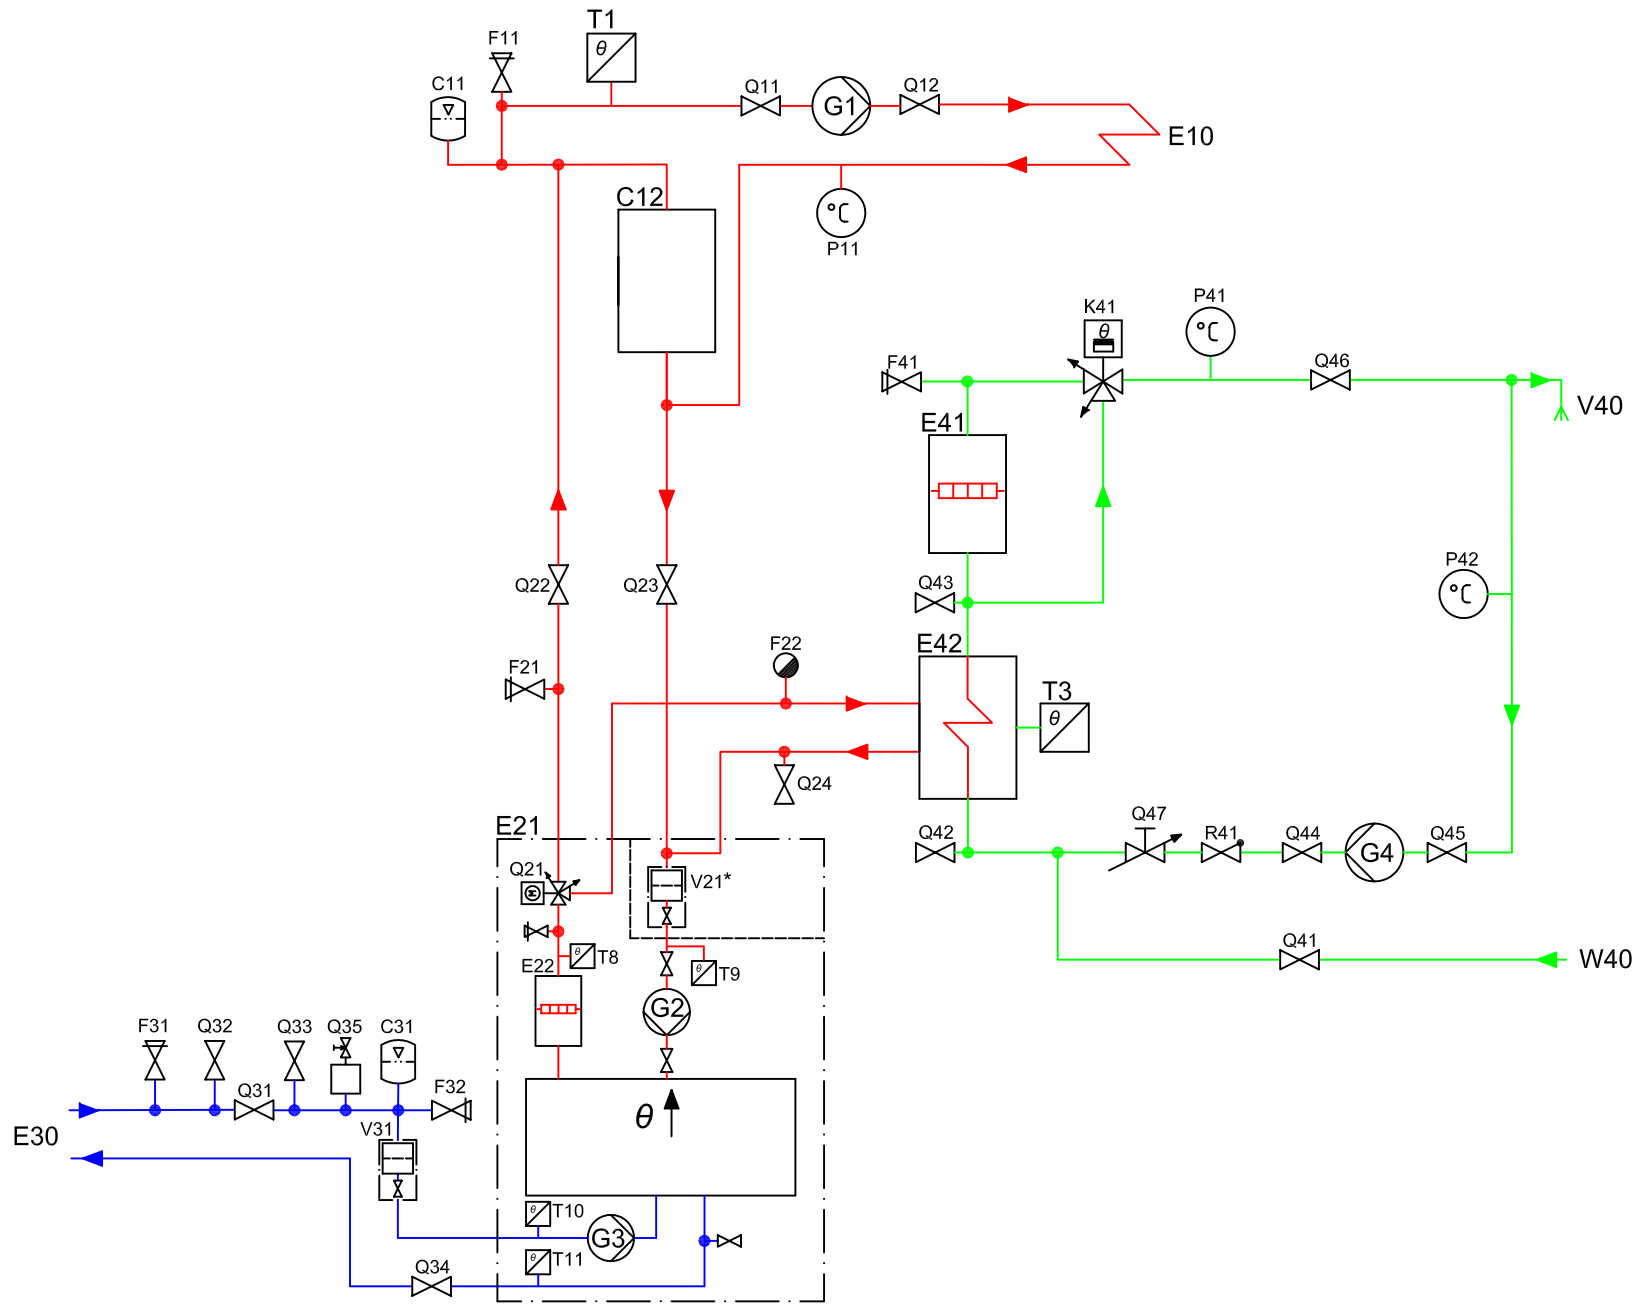 T1
F11
θ
C11
Q11
G1
Q12
E10
C12
°C
P11
P41
K41
θ
°C
F41
Q46
V40
E41
P42
Q22
Q23
Q43
°C
F22
E42
F21
T3
θ
Q24
Q47
E21
Q42
R41
Q44
G4
Q45
Q21
M
V21*
θ
T8
E22
θ
T9
Q41
W40
G2
F31
Q32
Q33
Q35
C31
Q31
F32
θ
V31
E30
θ
T10
G3
θ
T11
Q34